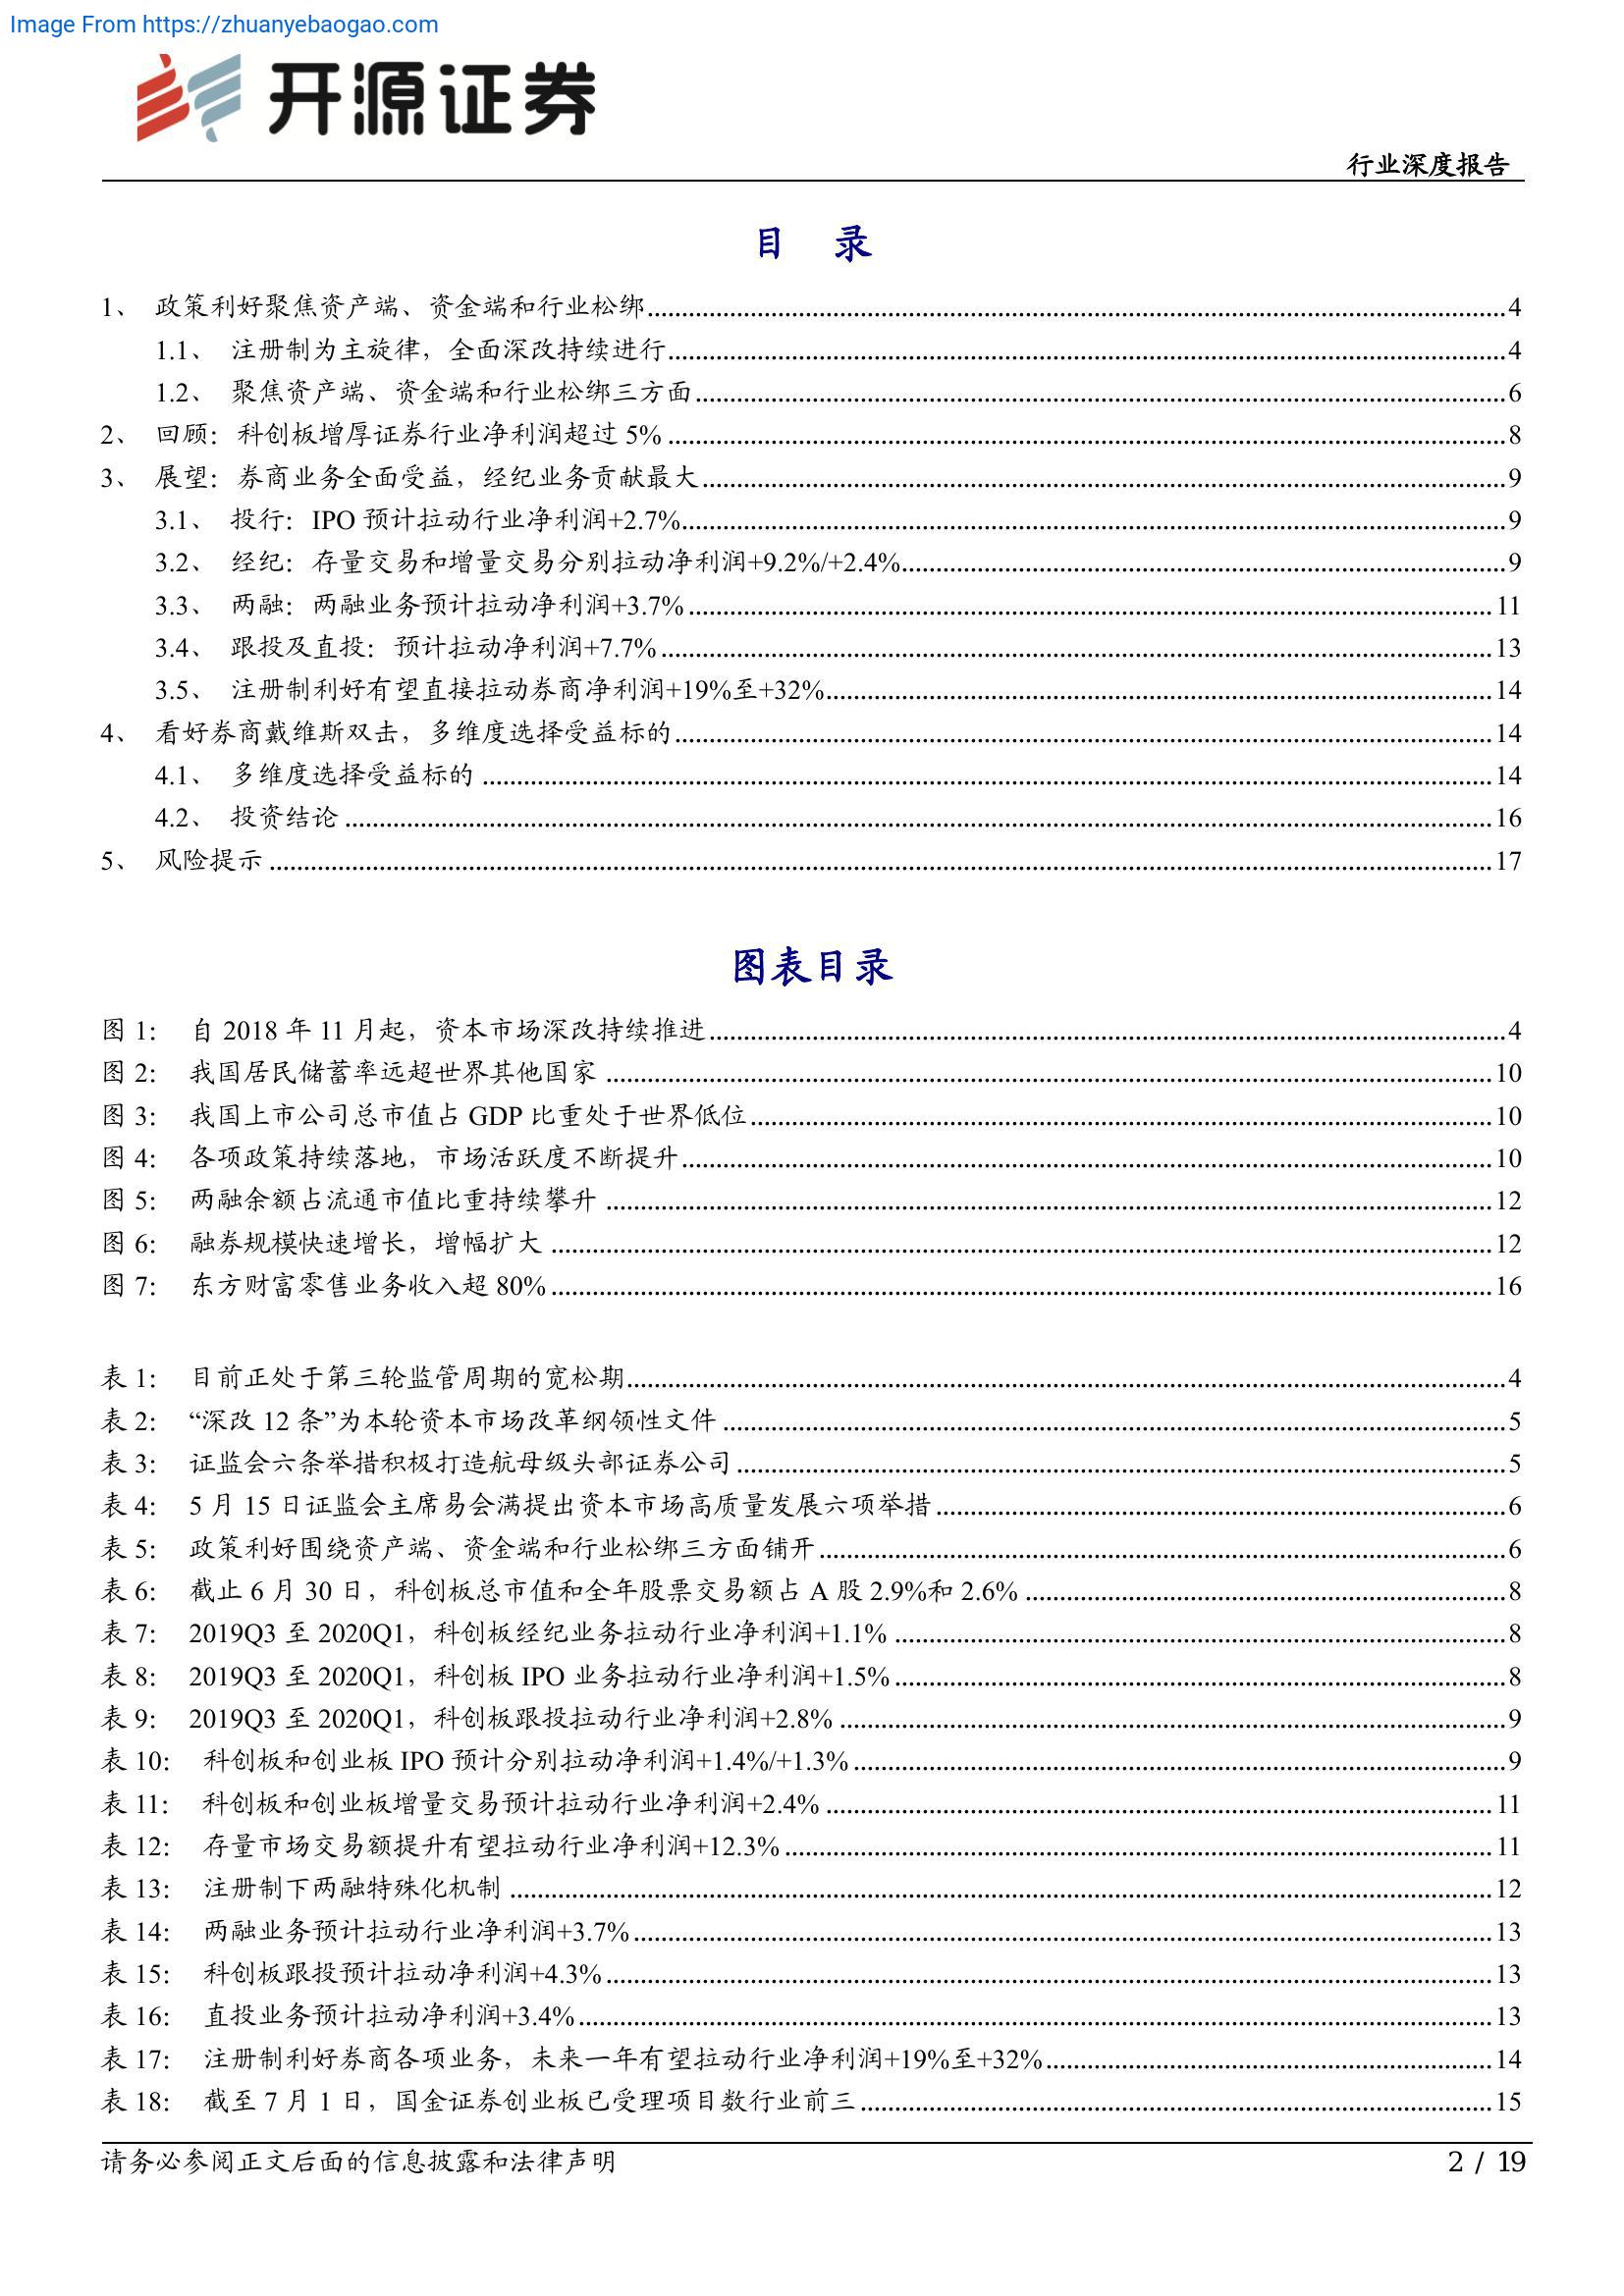 Image From https://zhuanyebaogao.com
开源证券
行业深度报告
目 录
1、 政策利好聚焦资产端、资金端和行业松绑 4
1.1、 注册制为主旋律，全面深改持续进行 4
1.2、 聚焦资产端、资金端和行业松绑三方面 6
2、 回顾：科创板增厚证券行业净利润超过 5% 8
3、 展望：券商业务全面受益，经纪业务贡献最大 9
3.1、 投行：IPO 预计拉动行业净利润+2.7% 9
3.2、 经纪：存量交易和增量交易分别拉动净利润+9.2%/+2.4% 9
3.3、 两融：两融业务预计拉动净利润+3.7% 11
3.4、 跟投及直投：预计拉动净利润+7.7% 13
3.5、 注册制利好有望直接拉动券商净利润+19%至+32% 14
4、 看好券商戴维斯双击，多维度选择受益标的 14
4.1、 多维度选择受益标的 14
4.2、 投资结论 16
5、 风险提示 17
图表目录
图 1： 自 2018 年 11 月起，资本市场深改持续推进 4
图 2： 我国居民储蓄率远超世界其他国家 10
图 3： 我国上市公司总市值占 GDP 比重处于世界低位 10
图 4： 各项政策持续落地，市场活跃度不断提升 10
图 5： 两融余额占流通市值比重持续攀升 12
图 6： 融券规模快速增长，增幅扩大 12
图 7： 东方财富零售业务收入超 80% 16
表 1： 目前正处于第三轮监管周期的宽松期 4
表 2： “深改 12 条”为本轮资本市场改革纲领性文件 5
表 3： 证监会六条举措积极打造航母级头部证券公司 5
表 4： 5 月 15 日证监会主席易会满提出资本市场高质量发展六项举措 6
表 5： 政策利好围绕资产端、资金端和行业松绑三方面铺开 6
表 6： 截止 6 月 30 日，科创板总市值和全年股票交易额占 A 股 2.9%和 2.6% 8
表 7： 2019Q3 至 2020Q1，科创板经纪业务拉动行业净利润+1.1% 8
表 8： 2019Q3 至 2020Q1，科创板 IPO 业务拉动行业净利润+1.5% 8
表 9： 2019Q3 至 2020Q1，科创板跟投拉动行业净利润+2.8% 9
表 10： 科创板和创业板 IPO 预计分别拉动净利润+1.4%/+1.3% 9
表 11： 科创板和创业板增量交易预计拉动行业净利润+2.4% 11
表 12： 存量市场交易额提升有望拉动行业净利润+12.3% 11
表 13： 注册制下两融特殊化机制 12
表 14： 两融业务预计拉动行业净利润+3.7% 13
表 15： 科创板跟投预计拉动净利润+4.3% 13
表 16： 直投业务预计拉动净利润+3.4% 13
表 17： 注册制利好券商各项业务，未来一年有望拉动行业净利润+19%至+32% 14
表 18： 截至 7 月 1 日，国金证券创业板已受理项目数行业前三 15
请务必参阅正文后面的信息披露和法律声明 2 / 19